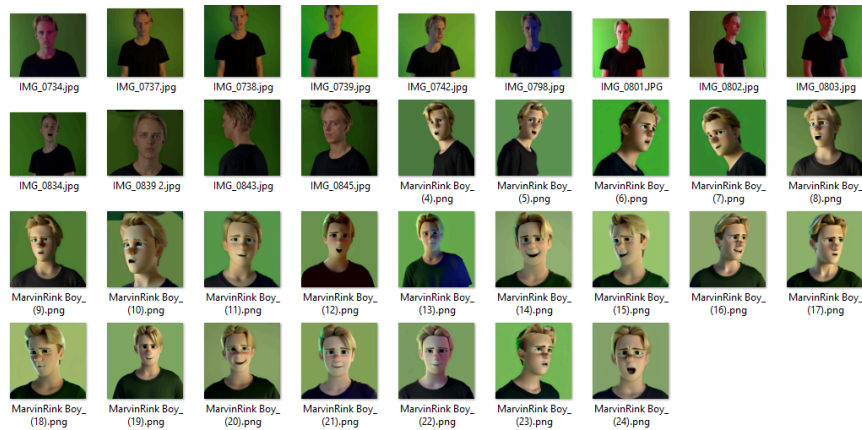 IMG_0734.jpg
IMG_0737.jpg
IMG_0738.jpg
IMG_0739.jpg
IMG_0742.jpg
IMG_0798.jpg
IMG_0801.JPG
IMG_0802.jpg
IMG_0803.jpg
IMG_0834.jpg
IMG_0839 2.jpg
IMG_0843.jpg
IMG_0845.jpg
MarvinRink Boy_
(4).png
MarvinRink Boy_
(5).png
MarvinRink Boy_
(6).png
MarvinRink Boy_
(7).png
MarvinRink Boy_
(8).png
MarvinRink Boy_
(9).png
MarvinRink Boy_
(10).png
MarvinRink Boy_
(11).png
MarvinRink Boy_
(12).png
MarvinRink Boy_
(13).png
MarvinRink Boy_
(14).png
MarvinRink Boy_
(15).png
MarvinRink Boy_
(16).png
MarvinRink Boy_
(17).png
MarvinRink Boy_
(18).png
MarvinRink Boy_
(19).png
MarvinRink Boy_
(20).png
MarvinRink Boy_
(21).png
MarvinRink Boy_
(22).png
MarvinRink Boy_
(23).png
MarvinRink Boy_
(24).png